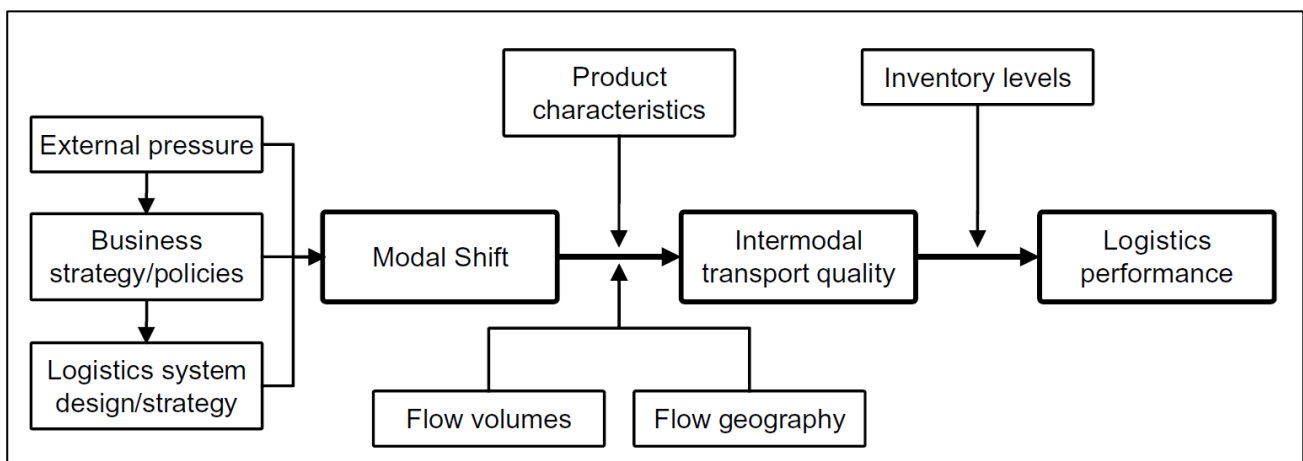 Product
characteristics
Inventory levels
External pressure
Business
strategy/policies
Logistics system
design/strategy
Modal Shift
Intermodal
transport quality
Logistics
performance
Flow volumes
Flow geography